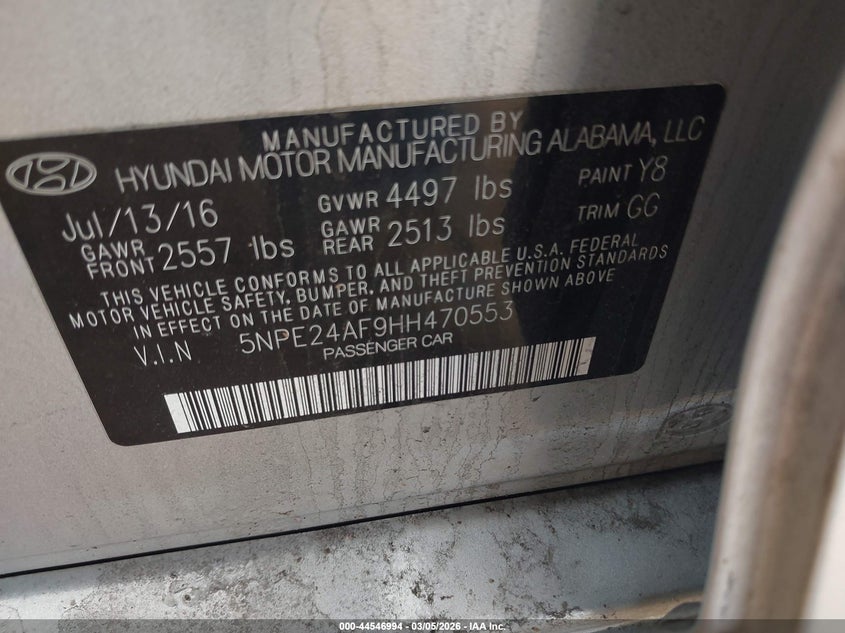 MANUFACTURED BY
HYUNDAI MOTOR MANUFACTURING ALABAMA, LLC
Jul/13/16 GVWR 4497 lbs PAINT Y8
GAWR FRONT 2557 lbs GAWR REAR 2513 lbs TRIM GG
THIS VEHICLE CONFORMS TO ALL APPLICABLE U.S.A. FEDERAL
MOTOR VEHICLE SAFETY, BUMPER, AND THEFT PREVENTION STANDARDS
IN EFFECT ON THE DATE OF MANUFACTURE SHOWN ABOVE
V.I.N 5NPE24AF9HH470553
PASSENGER CAR
000-44546994 | 03/05/2026 | IAA Inc.